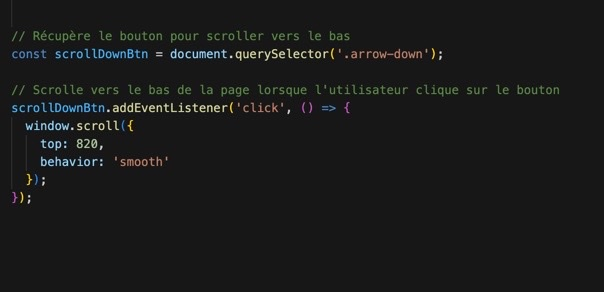 // Récupère le bouton pour scroller vers le bas
const scrollDownBtn = document.querySelector('.arrow-down');
// Scrolle vers le bas de la page lorsque l'utilisateur clique sur le bouton
scrollDownBtn.addEventListener('click', () => {
  window.scroll({
    top: 820,
    behavior: 'smooth'
  });
});